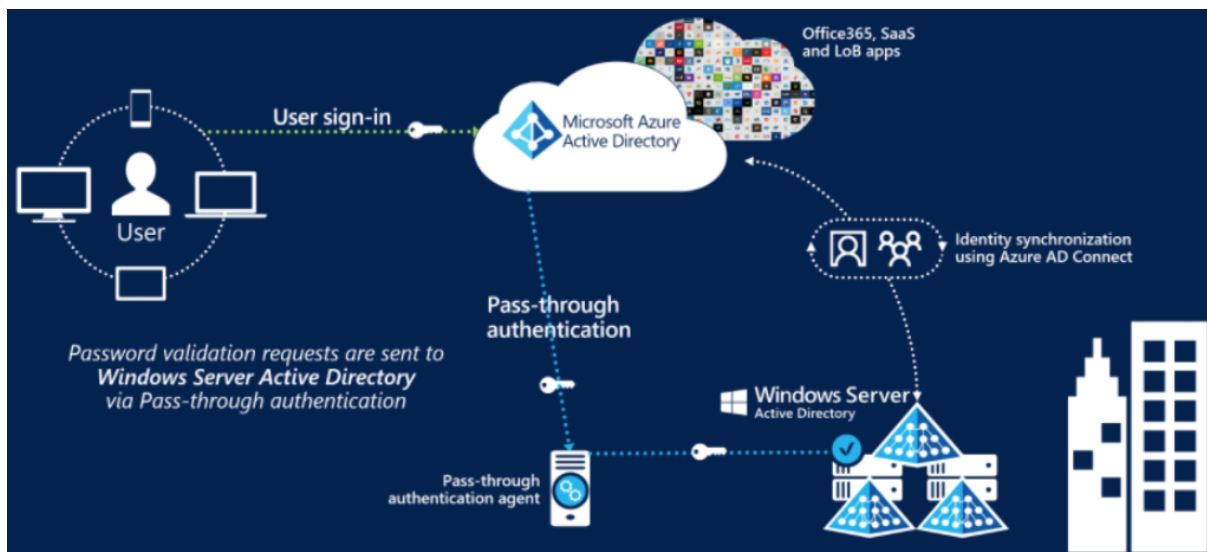 Office365, SaaS
and LoB apps
User sign-in
Microsoft Azure
Active Directory
User
Identity synchronization
using Azure AD Connect
Pass-through
authentication
Password validation requests are sent to
Windows Server Active Directory
via Pass-through authentication
Windows Server
Active Directory
Pass-through
authentication agent